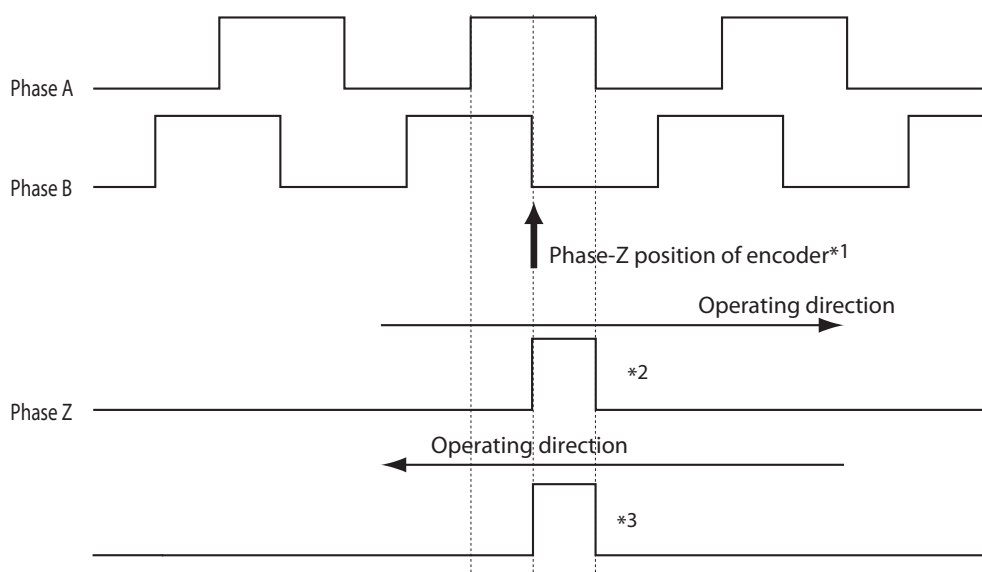 Phase A
Phase B
Phase-Z position of encoder*1
Operating direction
*2
Phase Z
Operating direction
*3